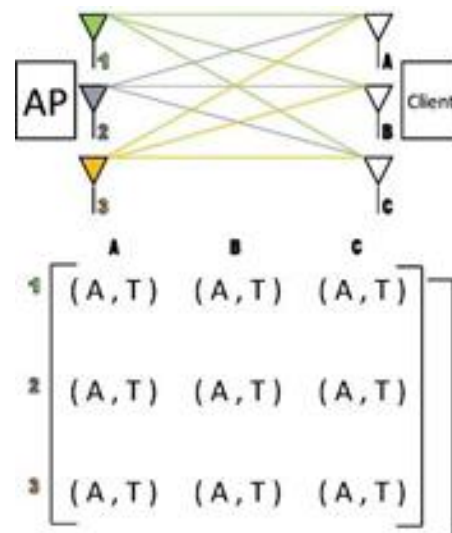 1
A
AP
Client
2
B
3
C
A B C
1 (A,T) (A,T) (A,T)
2 (A,T) (A,T) (A,T)
3 (A,T) (A,T) (A,T)